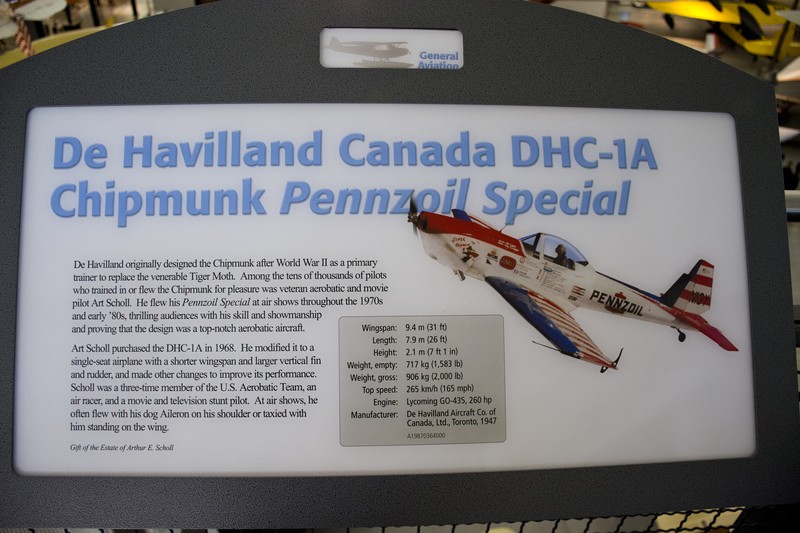 General
Aviation
De Havilland Canada DHC-1A
Chipmunk Pennzoil Special
De Havilland originally designed the Chipmunk after World War II as a primary
trainer to replace the venerable Tiger Moth. Among the tens of thousands of pilots
who trained in or flew the Chipmunk for pleasure was veteran aerobatic and movie
pilot Art Scholl. He flew his Pennzoil Special at air shows throughout the 1970s
and early '80s, thrilling audiences with his skill and showmanship
and proving that the design was a top-notch aerobatic aircraft.
Art Scholl purchased the DHC-1A in 1968. He modified it to a
single-seat airplane with a shorter wingspan and larger vertical fin
and rudder, and made other changes to improve its performance.
Scholl was a three-time member of the U.S. Aerobatic Team, an
air racer, and a movie and television stunt pilot. At air shows, he
often flew with his dog Aileron on his shoulder or taxied with
him standing on the wing.
Gift of the Estate of Arthur E. Scholl
Wingspan: 9.4 m (31 ft)
Length: 7.9 m (26 ft)
Height: 2.1 m (7 ft 1 in)
Weight, empty: 717 kg (1,583 lb)
Weight, gross: 906 kg (2,000 lb)
Top speed: 265 km/h (165 mph)
Engine: Lycoming GO-435, 260 hp
Manufacturer: De Havilland Aircraft Co. of
Canada, Ltd., Toronto, 1947
A19870364000
PENNZOIL